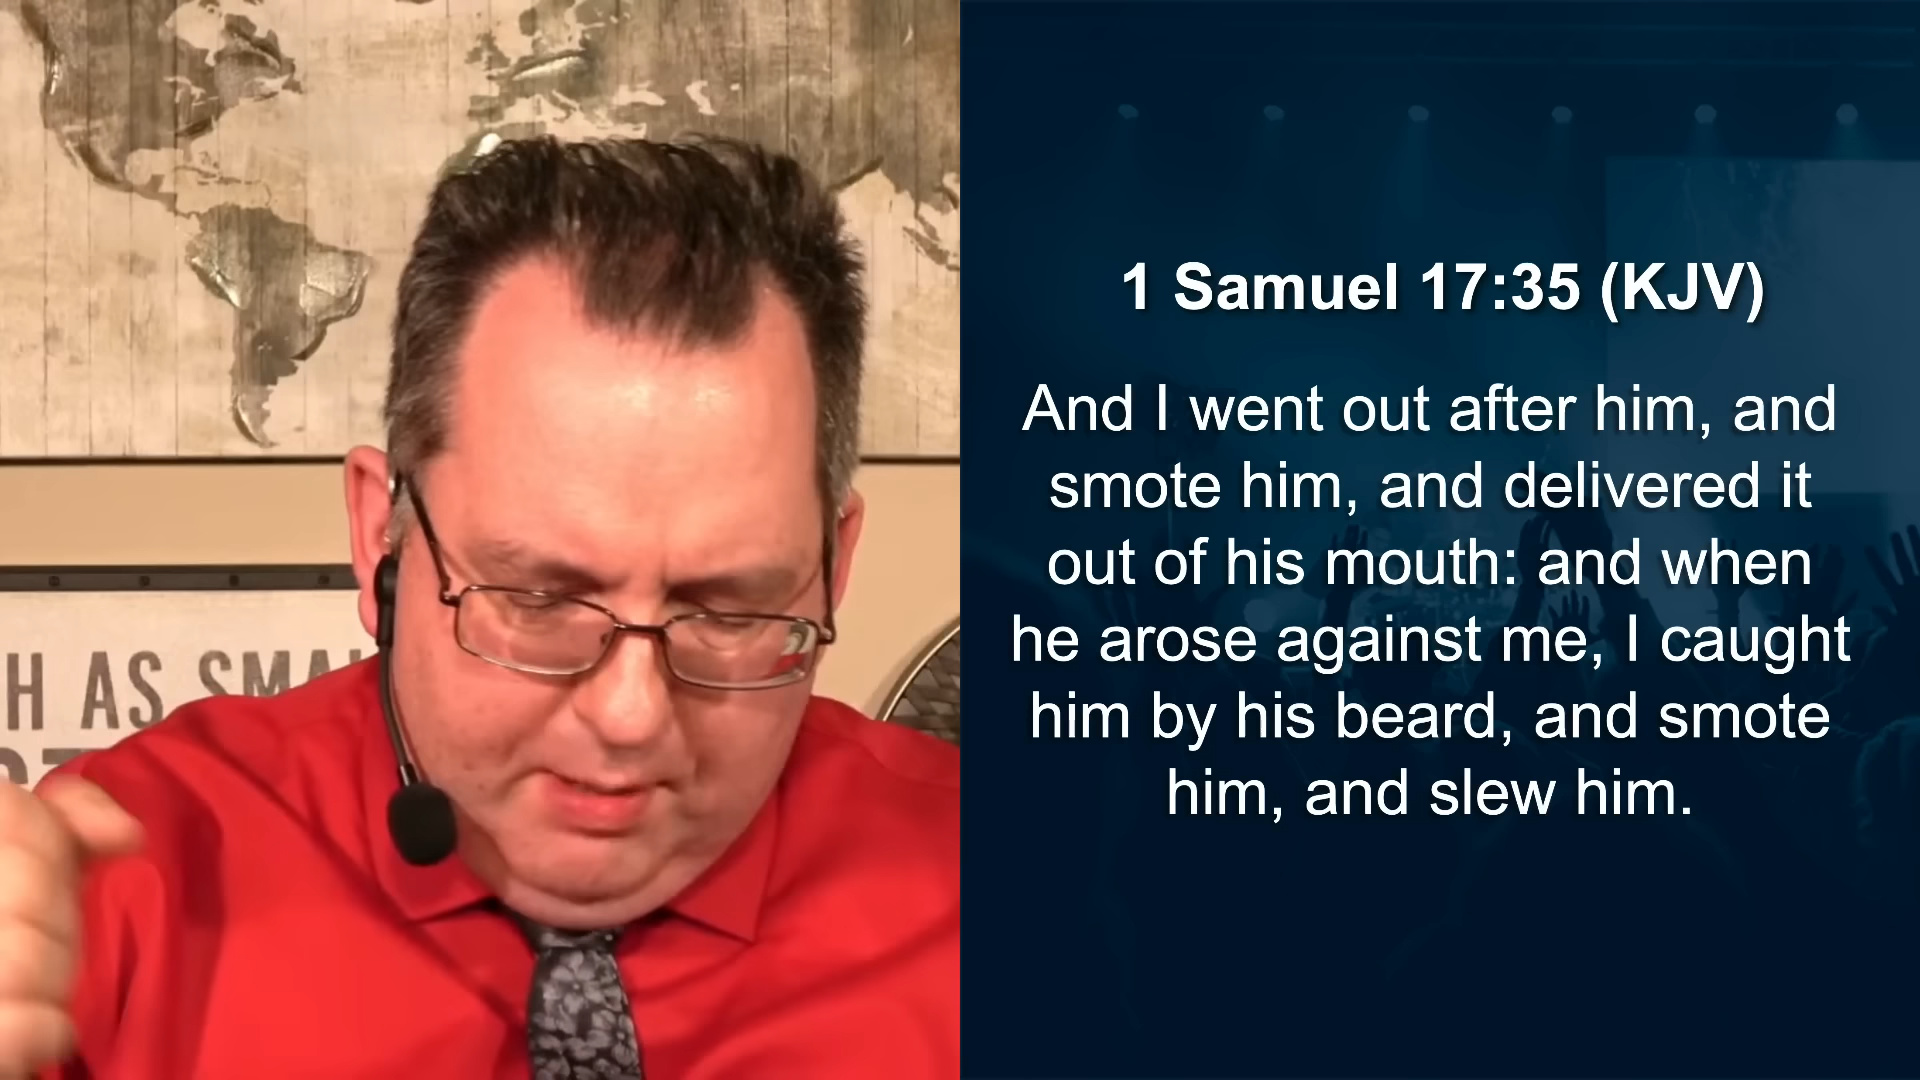 H AS SMA
1 Samuel 17:35 (KJV)
And I went out after him, and
smote him, and delivered it
out of his mouth: and when
he arose against me, I caught
him by his beard, and smote
him, and slew him.